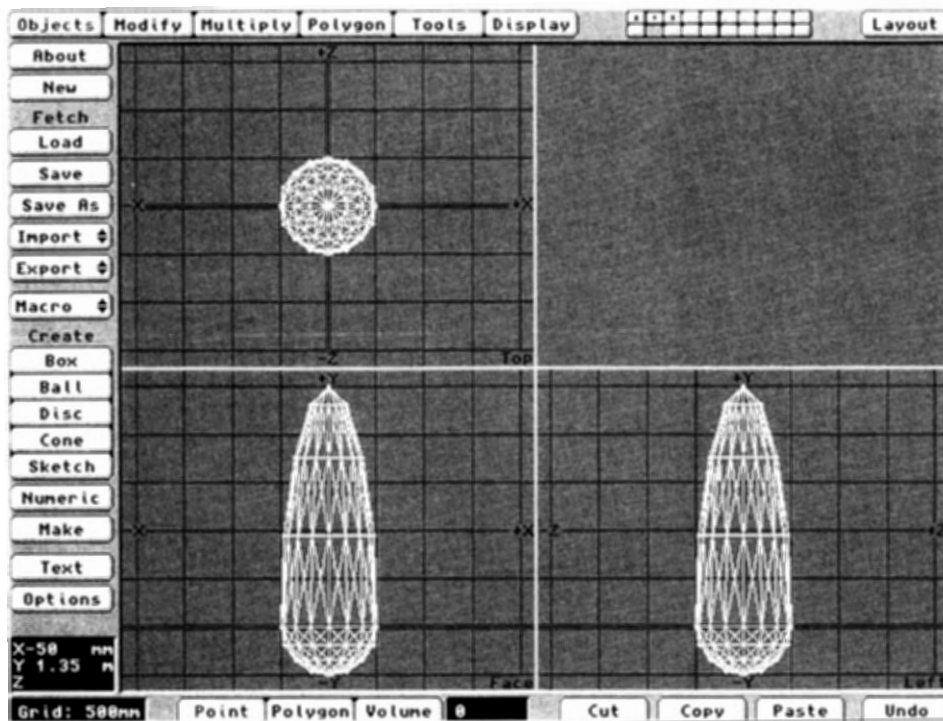 Objects Modify Multiply Polygon Tools Display Layout
About
New
Fetch
Load
Save
Save As
Import
Export
Macro
Create
Box
Ball
Disc
Cone
Sketch
Numeric
Make
Text
Options
+Z
-X +X
-Z Top
+Y
-X +X
-Y Face
+Y
-Z
-Y Left
X-50 mm
Y 1.35 m
Z
Grid: 500mm Point Polygon Volume 0 Cut Copy Paste Undo